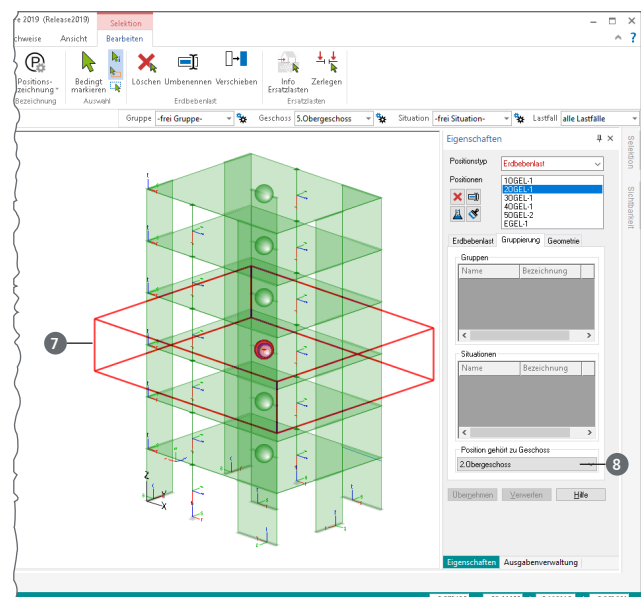 e 2019 (Release2019)
Selektion
chweise Ansicht Bearbeiten
Positions-
zeichnung
Bedingt
markieren
Löschen Umbenennen Verschieben
Info
Ersatzlasten
Zerlegen
Bezeichnung Auswahl Erdbebenlast Ersatzlasten
Gruppe -frei Gruppe- Geschoss 5.Obergeschoss Situation -frei Situation- Lastfall alle Lastfälle
Eigenschaften
Positionstyp Erdbebenlast
Positionen
1OGEL-1
2OGEL-1
3OGEL-1
4OGEL-1
5OGEL-2
EGEL-1
Erdbebenlast Gruppierung Geometrie
Gruppen
Name Bezeichnung
Situationen
Name Bezeichnung
Position gehört zu Geschoss
2.Obergeschoss
Übernehmen Verwerfen Hilfe
Eigenschaften Ausgabenverwaltung
Selektion
Sichtbarkeit
7
8
Z
Y
X